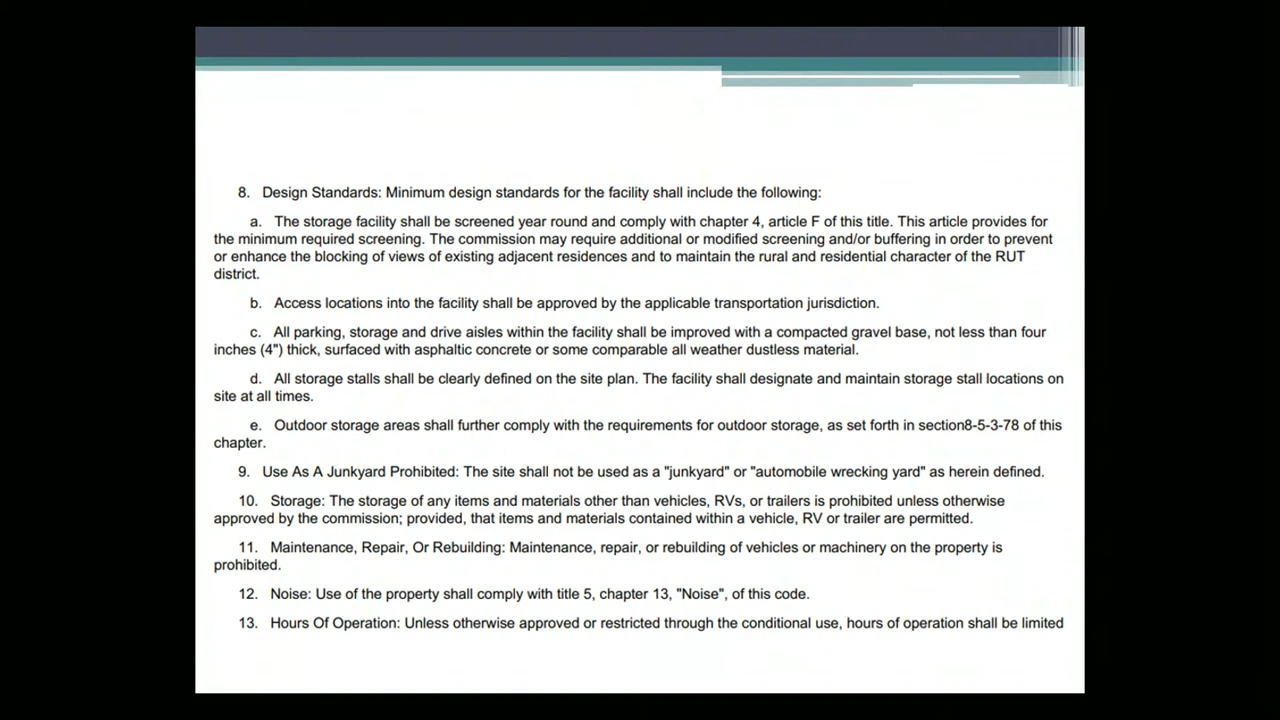 8. Design Standards: Minimum design standards for the facility shall include the following:
a. The storage facility shall be screened year round and comply with chapter 4, article F of this title. This article provides for
the minimum required screening. The commission may require additional or modified screening and/or buffering in order to prevent
or enhance the blocking of views of existing adjacent residences and to maintain the rural and residential character of the RUT
district.
b. Access locations into the facility shall be approved by the applicable transportation jurisdiction.
c. All parking, storage and drive aisles within the facility shall be improved with a compacted gravel base, not less than four
inches (4") thick, surfaced with asphaltic concrete or some comparable all weather dustless material.
d. All storage stalls shall be clearly defined on the site plan. The facility shall designate and maintain storage stall locations on
site at all times.
e. Outdoor storage areas shall further comply with the requirements for outdoor storage, as set forth in section8-5-3-78 of this
chapter.
9. Use As A Junkyard Prohibited: The site shall not be used as a "junkyard" or "automobile wrecking yard" as herein defined.
10. Storage: The storage of any items and materials other than vehicles, RVs, or trailers is prohibited unless otherwise
approved by the commission; provided, that items and materials contained within a vehicle, RV or trailer are permitted.
11. Maintenance, Repair, Or Rebuilding: Maintenance, repair, or rebuilding of vehicles or machinery on the property is
prohibited.
12. Noise: Use of the property shall comply with title 5, chapter 13, "Noise", of this code.
13. Hours Of Operation: Unless otherwise approved or restricted through the conditional use, hours of operation shall be limited